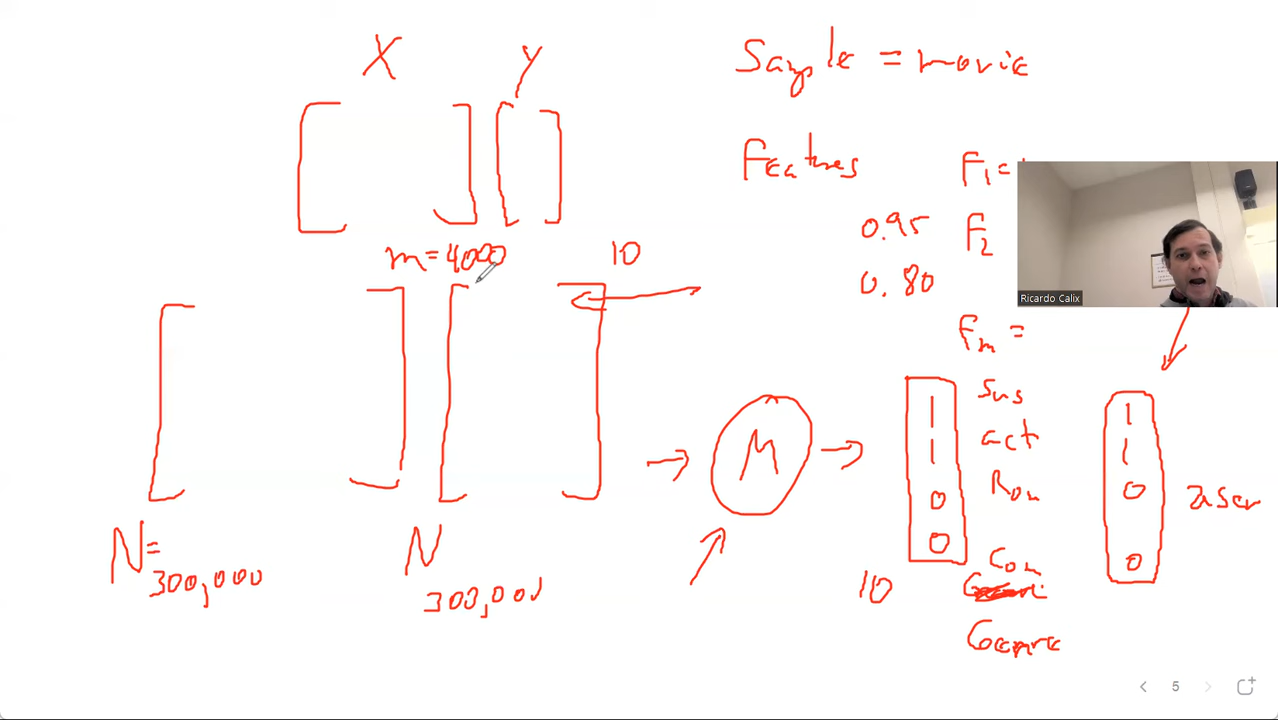 X Y
Sample = movie
Features
F1 =
0.95 F2
0.80
Ricardo Calix
Fm =
m = 4000 10
sus
act
Rom
Com
Genre
M
1
1
0
0
10
1
1
0
0
user
N =
300,000
N
300,000
5